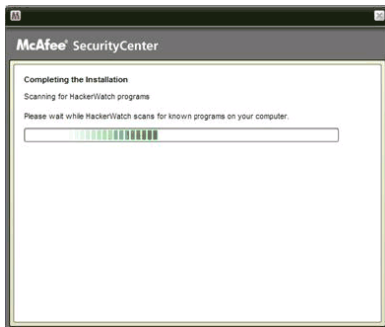 McAfee® SecurityCenter
Completing the Installation
Scanning for HackerWatch programs
Please wait while HackerWatch scans for known programs on your computer.